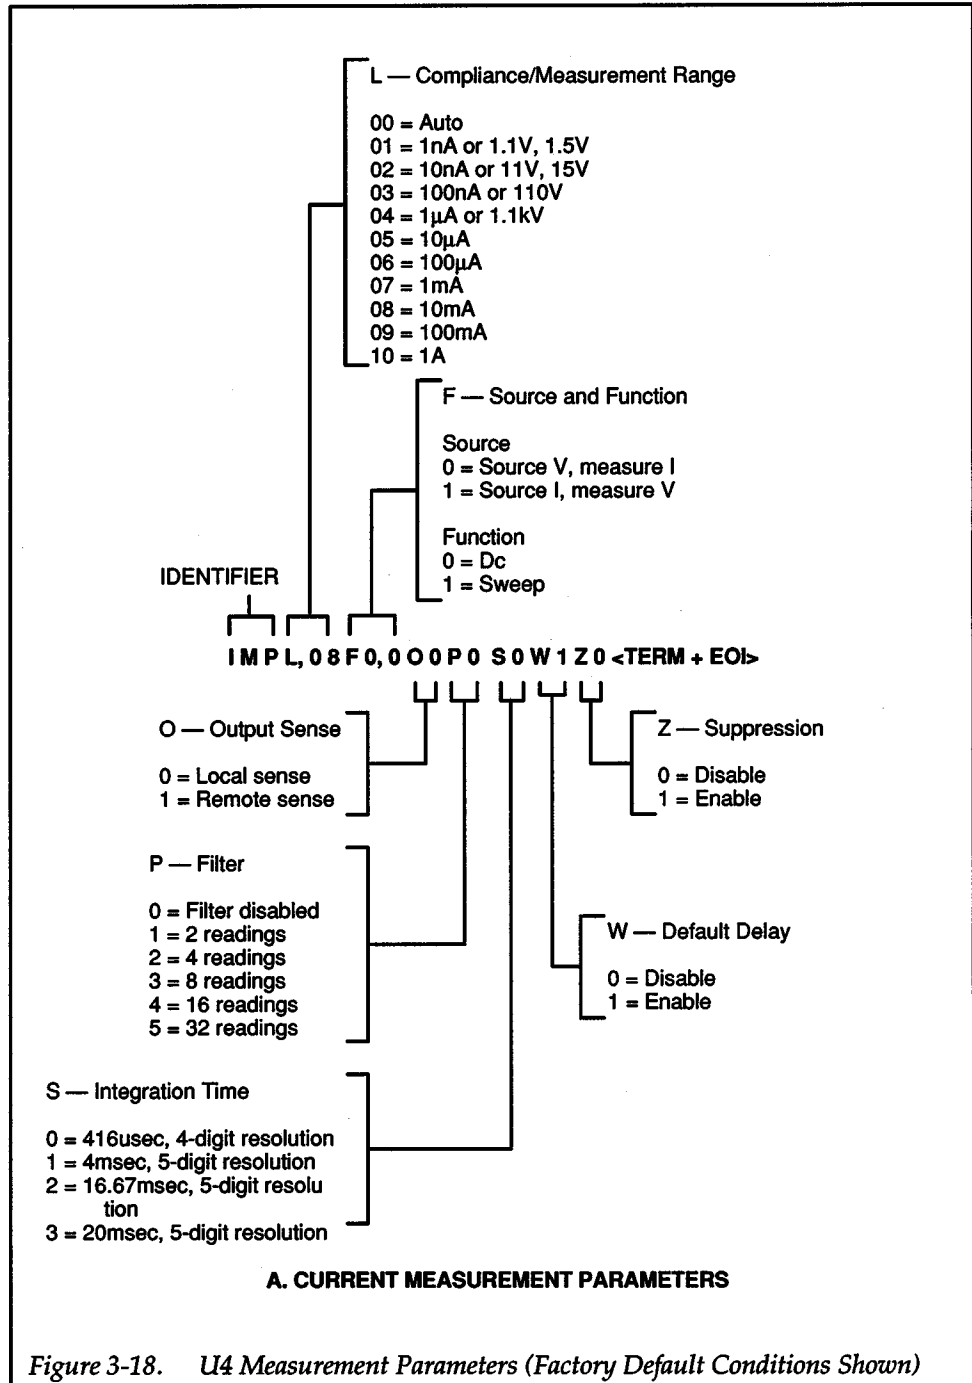 L — Compliance/Measurement Range
00 = Auto
01 = 1nA or 1.1V, 1.5V
02 = 10nA or 11V, 15V
03 = 100nA or 110V
04 = 1µA or 1.1kV
05 = 10µA
06 = 100µA
07 = 1mA
08 = 10mA
09 = 100mA
10 = 1A
F — Source and Function
Source
0 = Source V, measure I
1 = Source I, measure V
Function
0 = Dc
1 = Sweep
IDENTIFIER
IMPL,08F0,0O0P0 S0W1Z0 <TERM + EOI>
O — Output Sense
0 = Local sense
1 = Remote sense
Z — Suppression
0 = Disable
1 = Enable
P — Filter
0 = Filter disabled
1 = 2 readings
2 = 4 readings
3 = 8 readings
4 = 16 readings
5 = 32 readings
W — Default Delay
0 = Disable
1 = Enable
S — Integration Time
0 = 416usec, 4-digit resolution
1 = 4msec, 5-digit resolution
2 = 16.67msec, 5-digit resolu
tion
3 = 20msec, 5-digit resolution
A. CURRENT MEASUREMENT PARAMETERS
Figure 3-18. U4 Measurement Parameters (Factory Default Conditions Shown)